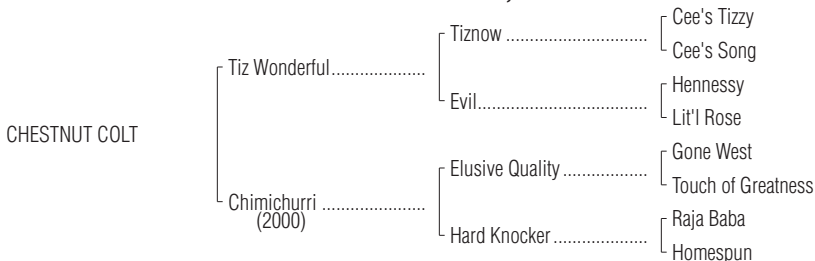 Cee's Tizzy
Tiznow ..................................
Cee's Song
Tiz Wonderful....................
Hennessy
Evil.........................................
Lit'l Rose
CHESTNUT COLT
Gone West
Elusive Quality ....................
Touch of Greatness
Chimichurri ......................
(2000)
Raja Baba
Hard Knocker ......................
Homespun